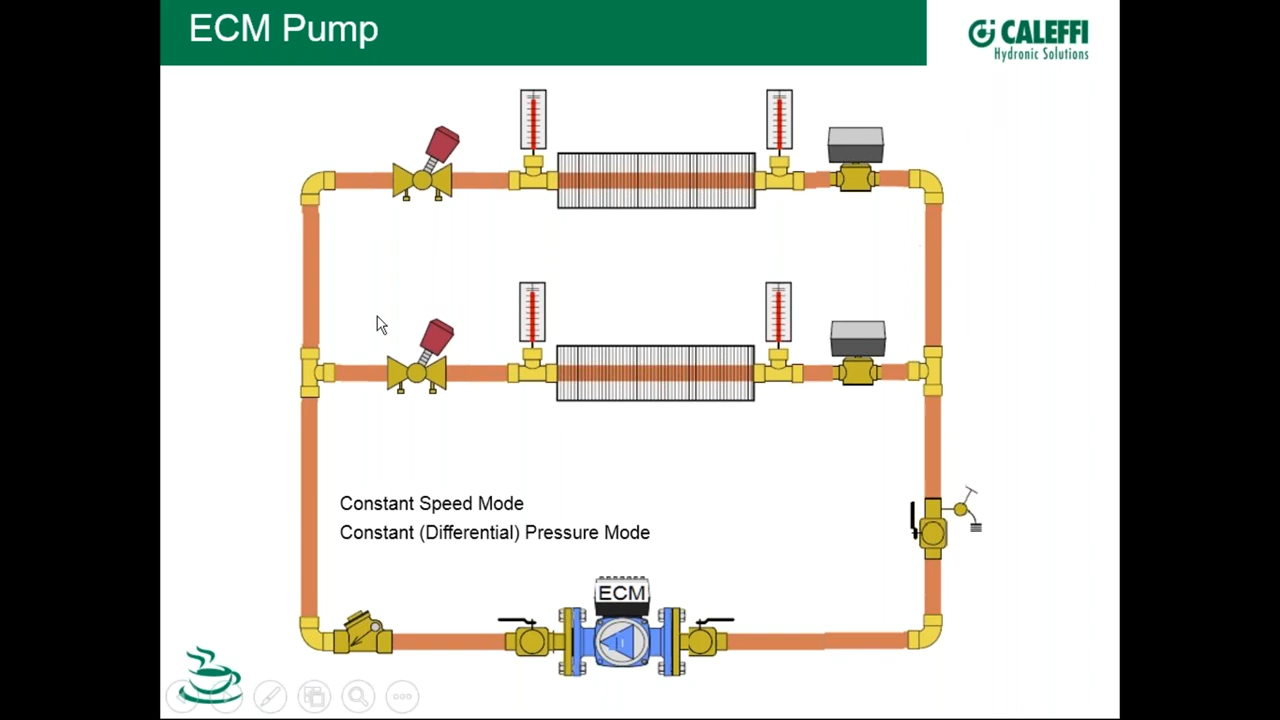 ECM Pump
CALEFFI
Hydronic Solutions
Constant Speed Mode
Constant (Differential) Pressure Mode
ECM